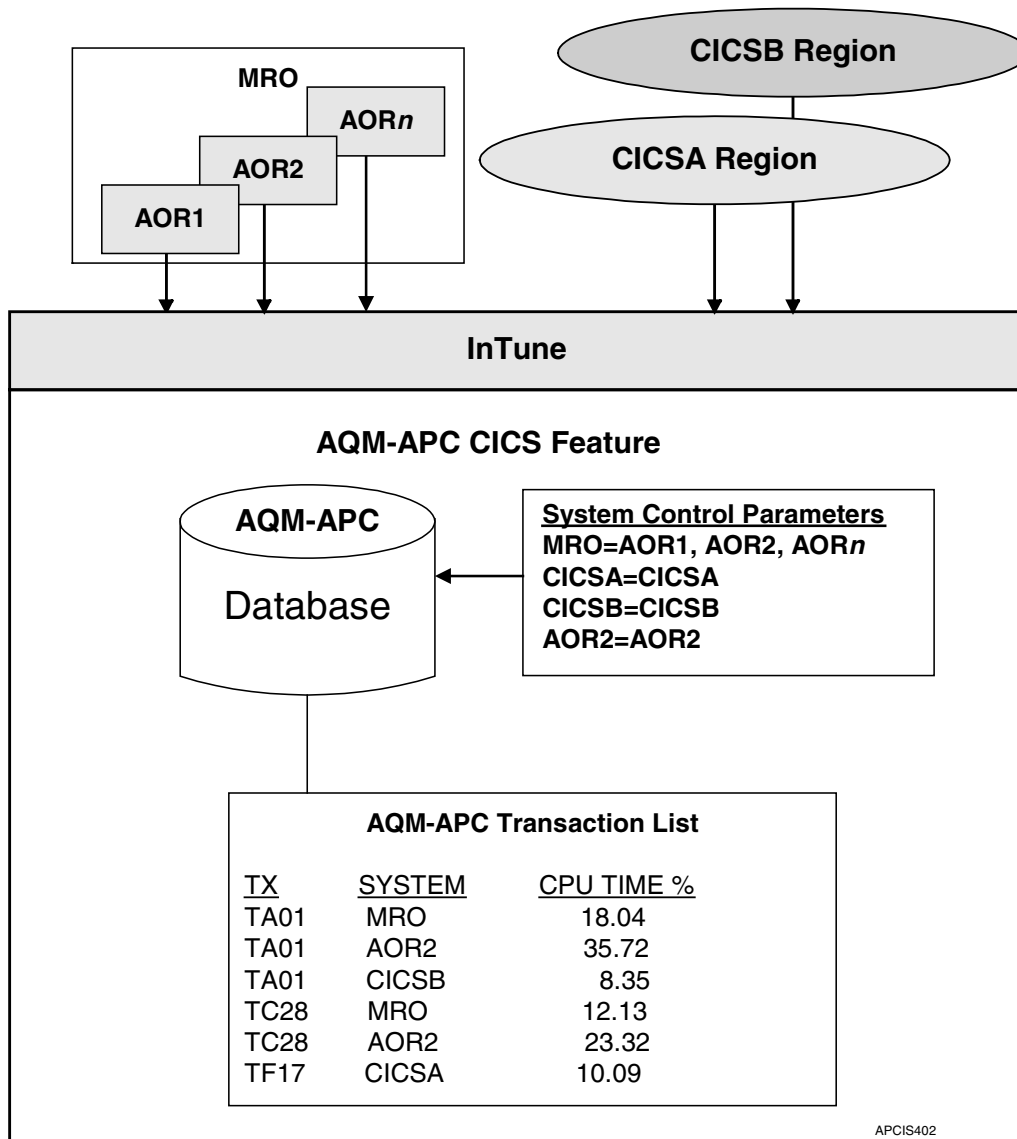 MRO
AORn
AOR2
AOR1
CICSB Region
CICSA Region
InTune
AQM-APC CICS Feature
AQM-APC
Database
System Control Parameters
MRO=AOR1, AOR2, AORn
CICSA=CICSA
CICSB=CICSB
AOR2=AOR2
AQM-APC Transaction List
TX SYSTEM CPU TIME %
TA01 MRO 18.04
TA01 AOR2 35.72
TA01 CICSB 8.35
TC28 MRO 12.13
TC28 AOR2 23.32
TF17 CICSA 10.09
APCIS402